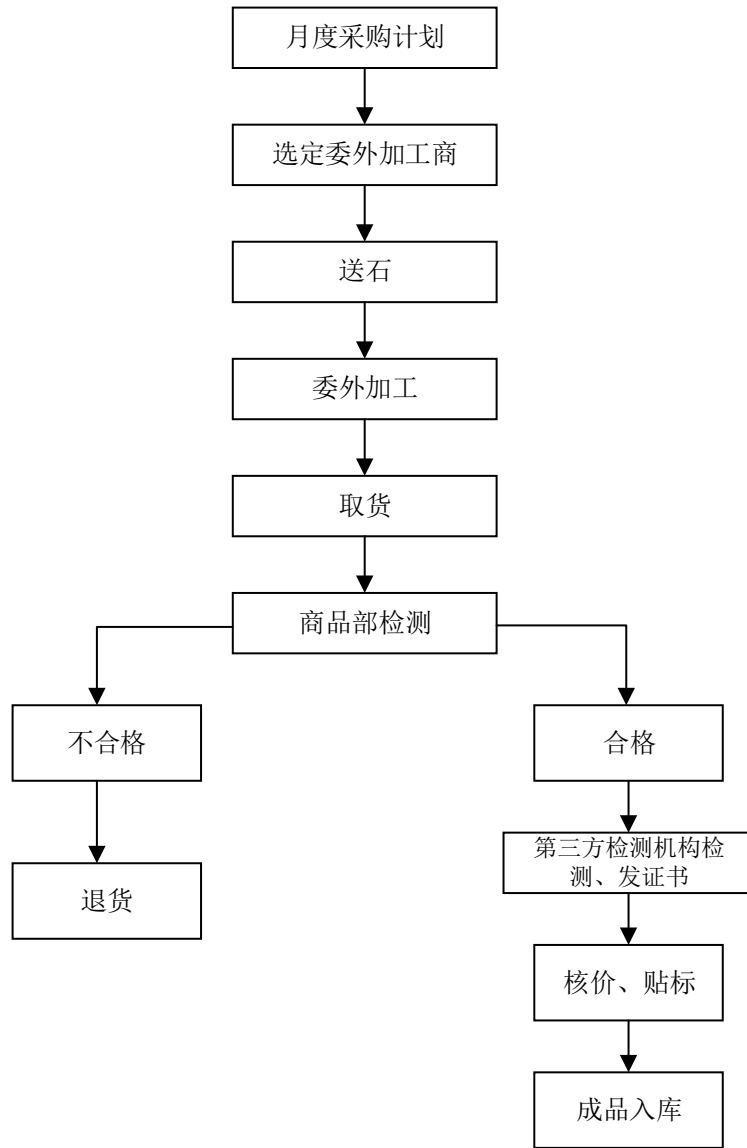 月度采购计划
选定委外加工商
送石
委外加工
取货
商品部检测
不合格
合格
第三方检测机构检
测、发证书
退货
核价、贴标
成品入库